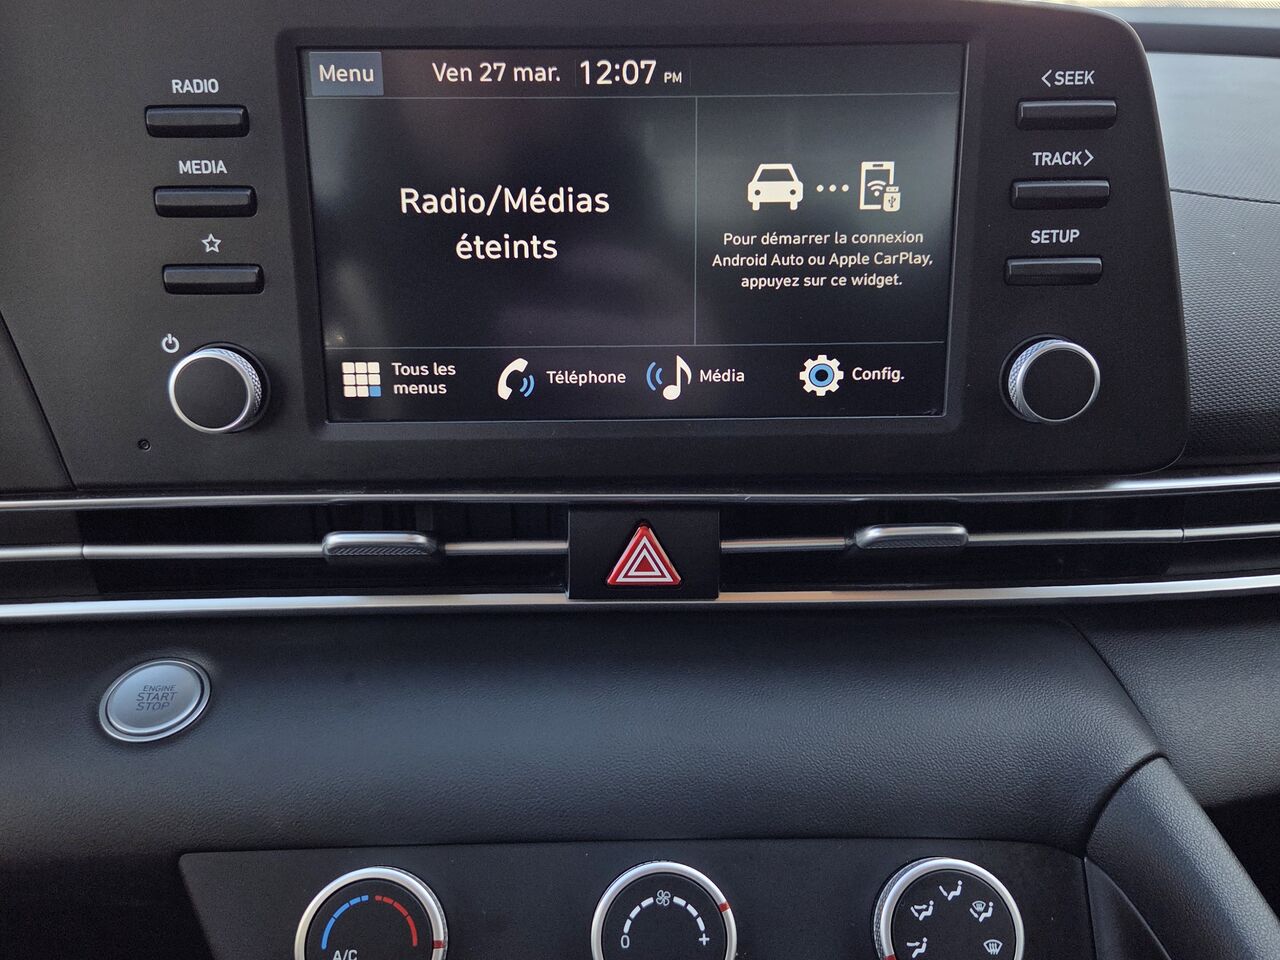 RADIO
MEDIA
Menu
Ven 27 mar. 12:07 PM
Radio/Médias
éteints
Pour démarrer la connexion
Android Auto ou Apple CarPlay,
appuyez sur ce widget.
Tous les
menus
Téléphone
Média
Config.
<SEEK
TRACK>
SETUP
ENGINE
START
STOP
A/C
0
+